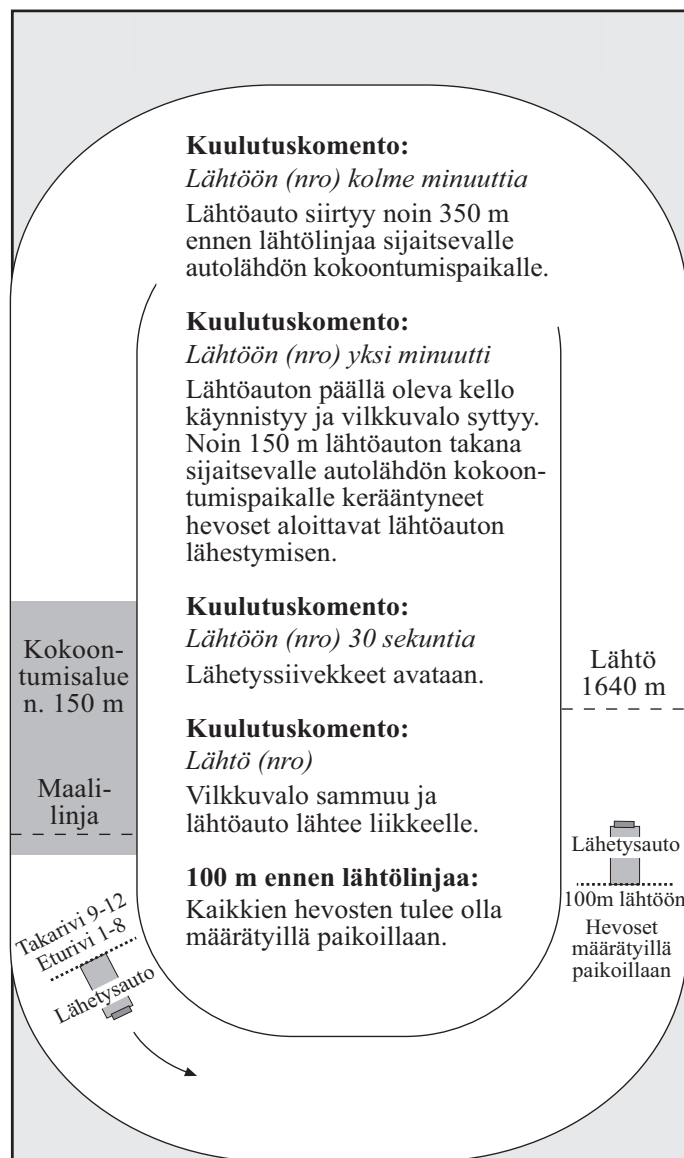 Kuulutuskomento:
Lähtöön (nro) kolme minuuttia
Lähtöauto siirtyy noin 350 m
ennen lähtölinjaa sijaitsevalle
autolähdön kokoontumispaikalle.
Kuulutuskomento:
Lähtöön (nro) yksi minuutti
Lähtöauton päällä oleva kello
käynnistyy ja vilkkuvalo syttyy.
Noin 150 m lähtöauton takana
sijaitsevalle autolähdön kokoon-
tumispaikalle kerääntyneet
hevoset aloittavat lähtöauton
lähestymisen.
Kuulutuskomento:
Lähtöön (nro) 30 sekuntia
Lähetyssiivekkeet avataan.
Kuulutuskomento:
Lähtö (nro)
Vilkkuvalo sammuu ja
lähtöauto lähtee liikkeelle.
100 m ennen lähtölinjaa:
Kaikkien hevosten tulee olla
määrätyillä paikoillaan.
Kokoon-
tumisalue
n. 150 m
Maali-
linja
Takarivi 9-12
Eturivi 1-8
Lähetysauto
Lähtö
1640 m
Lähetysauto
100m lähtöön
Hevoset
määrätyillä
paikoillaan